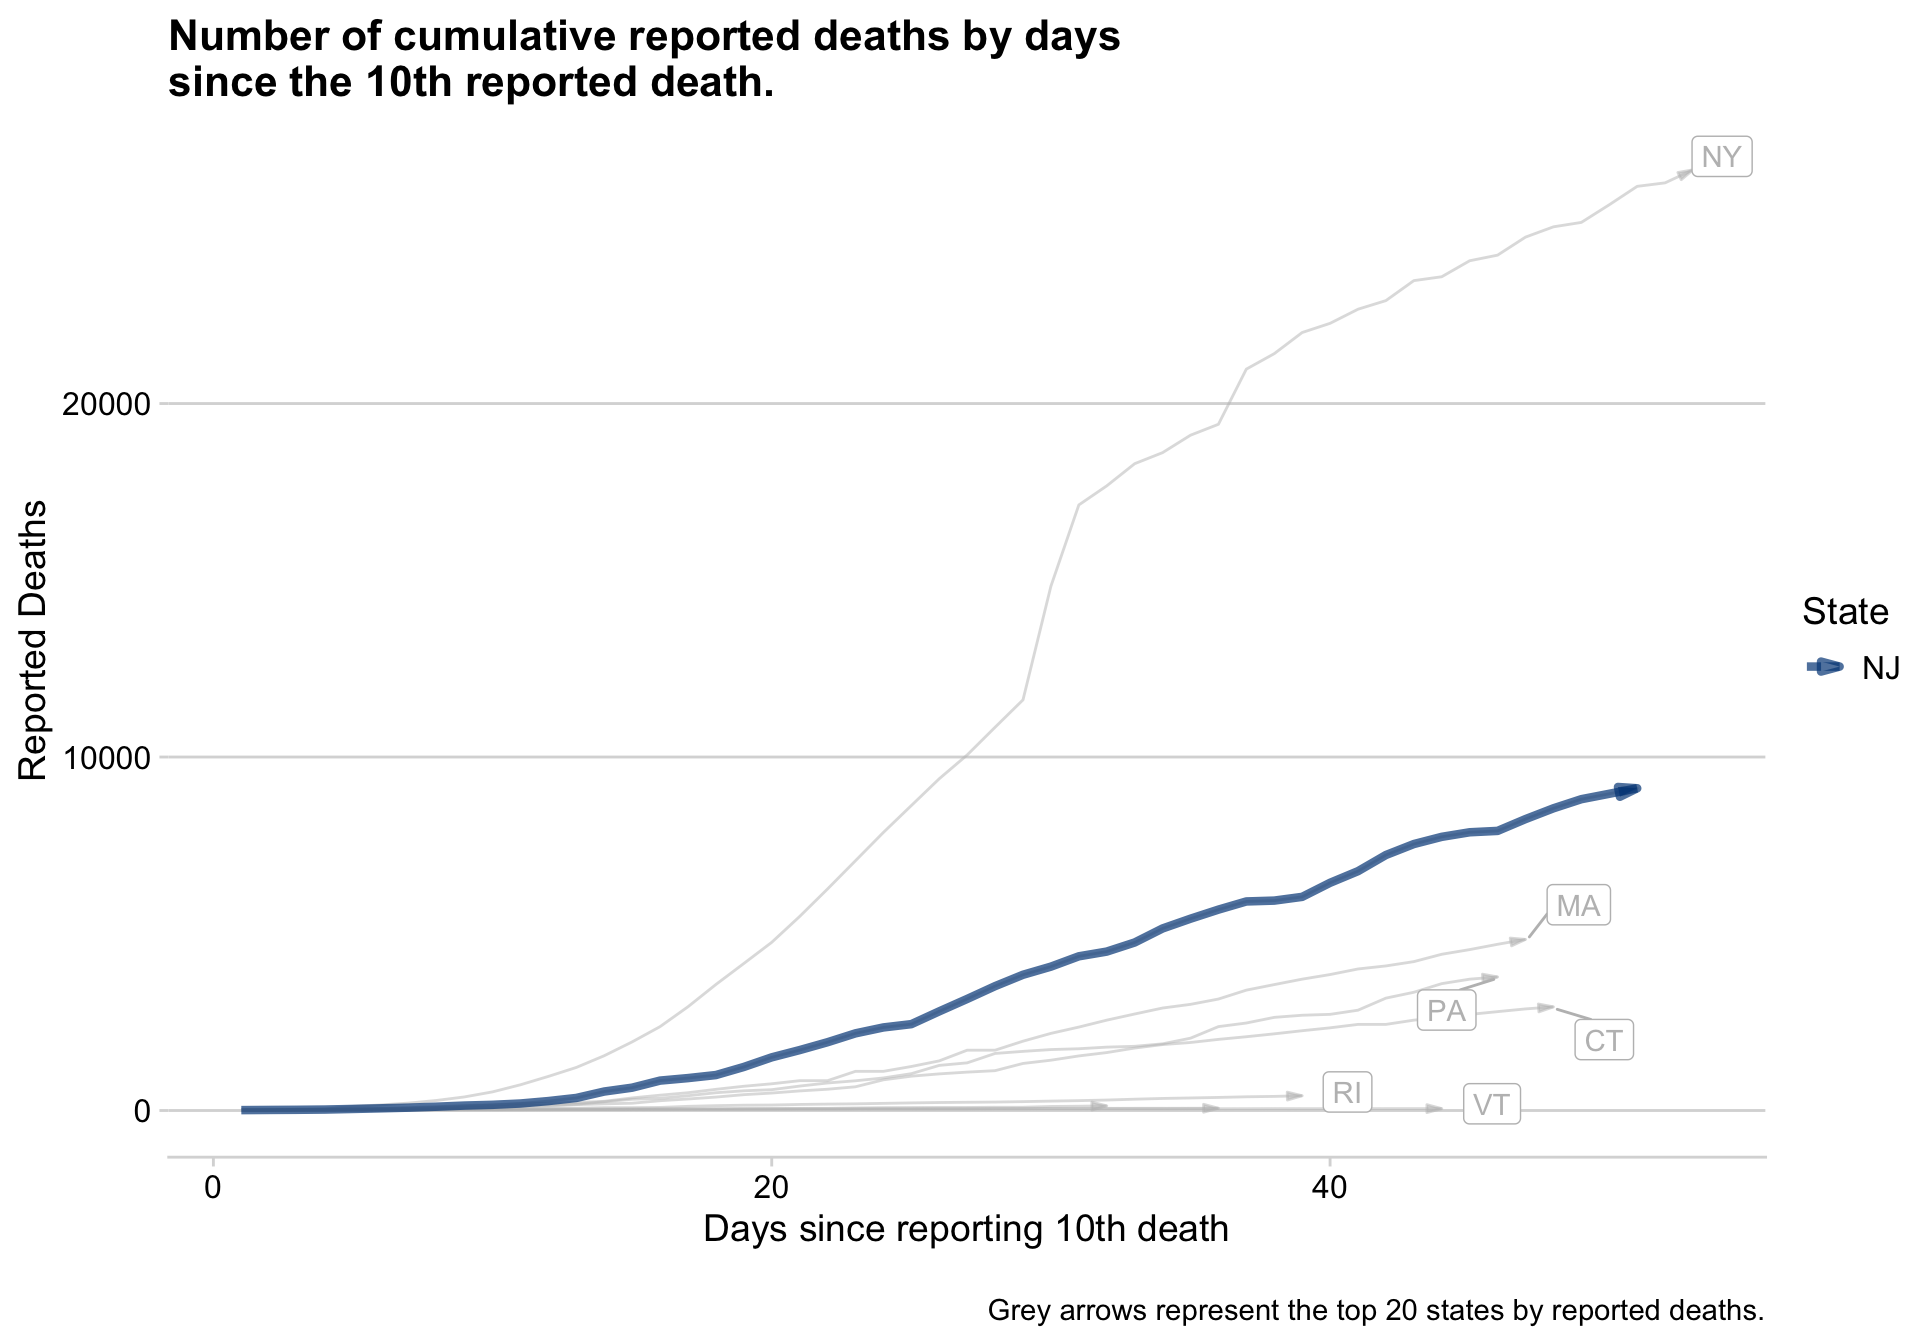 Number of cumulative reported deaths by days
since the 10th reported death.
NY
20000
Reported Deaths
State
NJ
10000
MA
PA
CT
RI
VT
0
0
20
40
Days since reporting 10th death
Grey arrows represent the top 20 states by reported deaths.